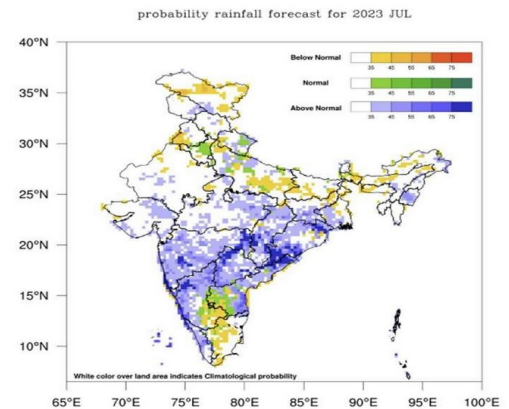 probability rainfall forecast for 2023 JUL
40°N
35°N
30°N
25°N
20°N
15°N
10°N
Below Normal
35 45 55 65 75
Normal
35 45 55 65 75
Above Normal
35 45 55 65 75
White color over land area indicates Climatological probability
65°E 70°E 75°E 80°E 85°E 90°E 95°E 100°E